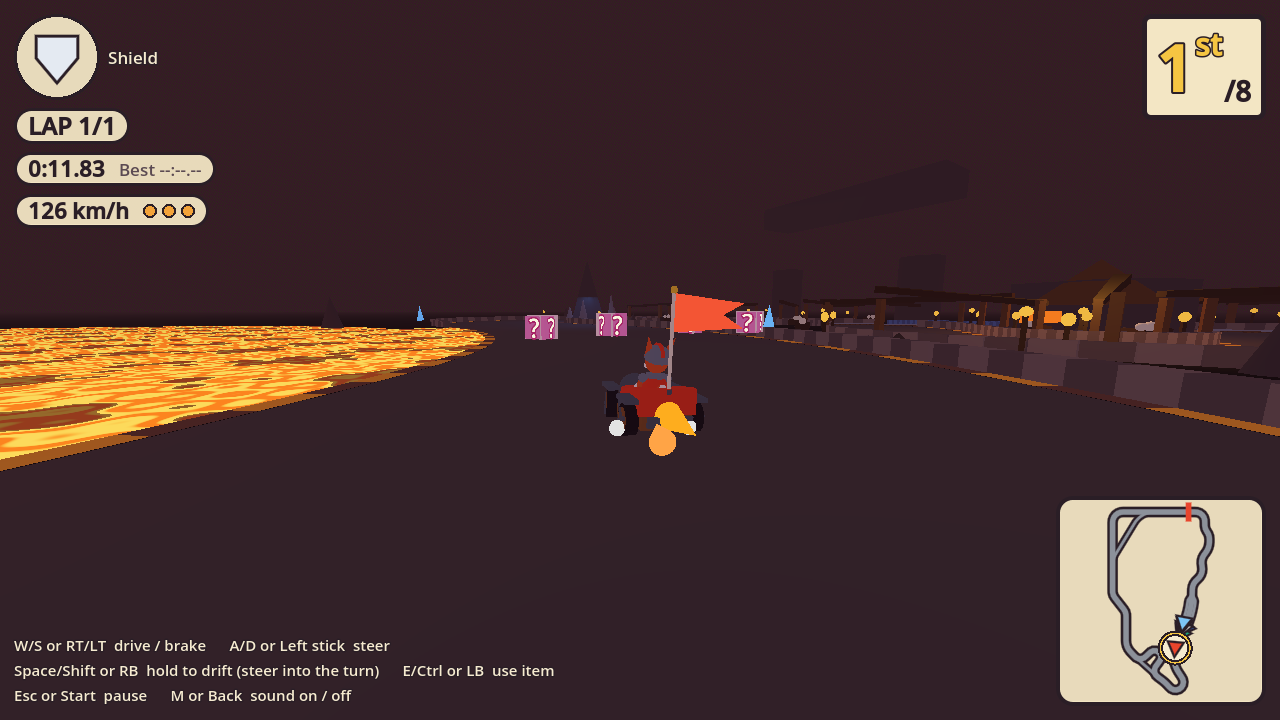 Shield
1st
/8
LAP 1/1
0:11.83 Best --:--.--
126 km/h
? ? ? ? ?
W/S or RT/LT drive / brake A/D or Left stick steer
Space/Shift or RB hold to drift (steer into the turn) E/Ctrl or LB use item
Esc or Start pause M or Back sound on / off